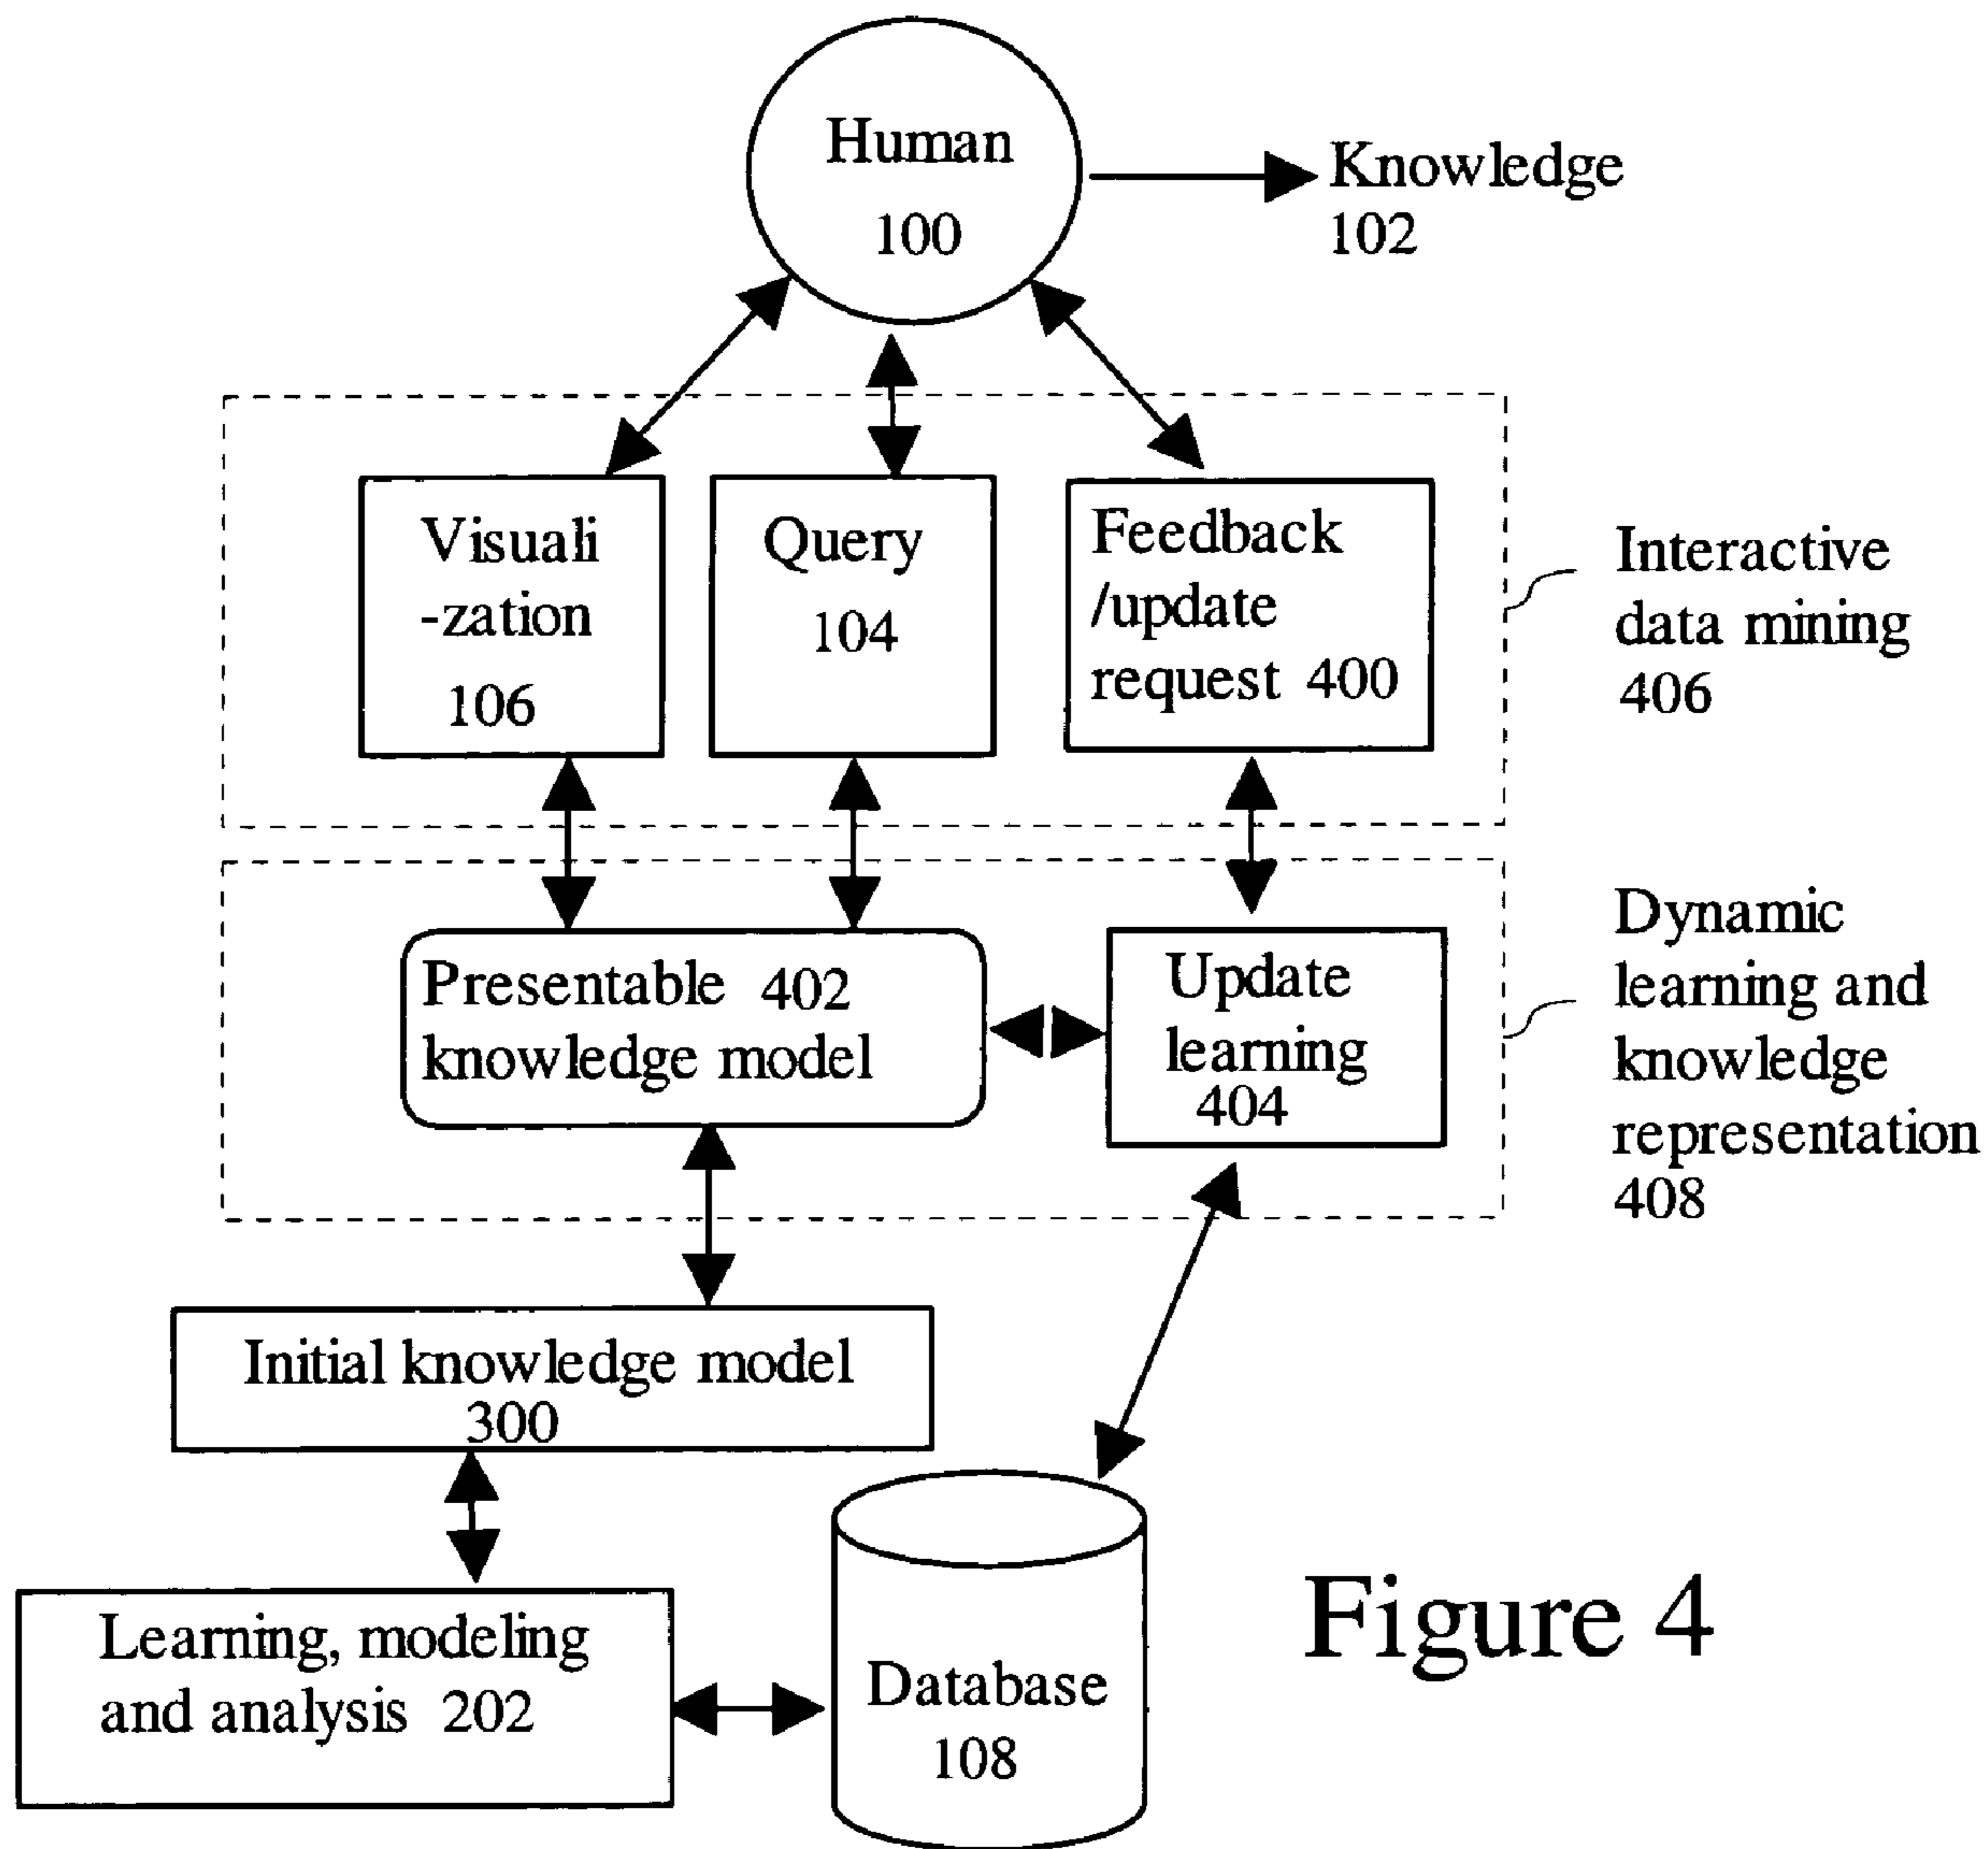 Human
100
Knowledge
102
Visuali
-zation
106
Query
104
Feedback
/update
request 400
Interactive
data mining
406
Presentable 402
knowledge model
Update
learning
404
Dynamic
learning and
knowledge
representation
408
Initial knowledge model
300
Learning, modeling
and analysis 202
Database
108
Figure 4